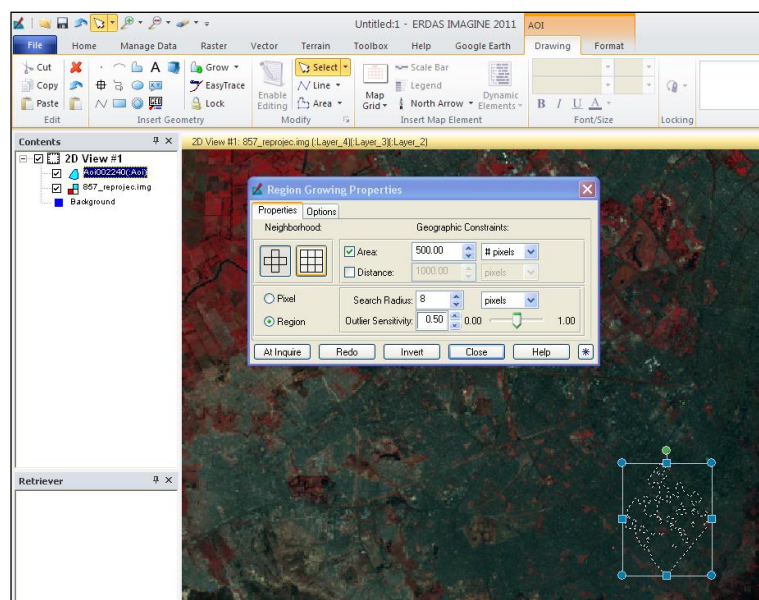 Untitled:1 - ERDAS IMAGINE 2011 AOI
File Home Manage Data Raster Vector Terrain Toolbox Help Google Earth Drawing Format
Cut
Copy
Paste
Edit
A
Grow
EasyTrace
Lock
Insert Geometry
Enable Editing
Select
Line
Area
Modify
Map Grid
Scale Bar
Legend
North Arrow
Dynamic Elements
Insert Map Element
B I U A
Font/Size
Locking
Contents
2D View #1
Aoi002240(:Aoi)
857_reprojec.img
Background
Retriever
2D View #1: 857_reprojec.img (:Layer_4)(:Layer_3)(:Layer_2)
Region Growing Properties
Properties Options
Neighborhood: Geographic Constraints:
Area: 500.00 # pixels
Distance: 1000.00 pixels
Pixel Search Radius: 8 pixels
Region Outlier Sensitivity: 0.50 0.00 1.00
At Inquire Redo Invert Close Help